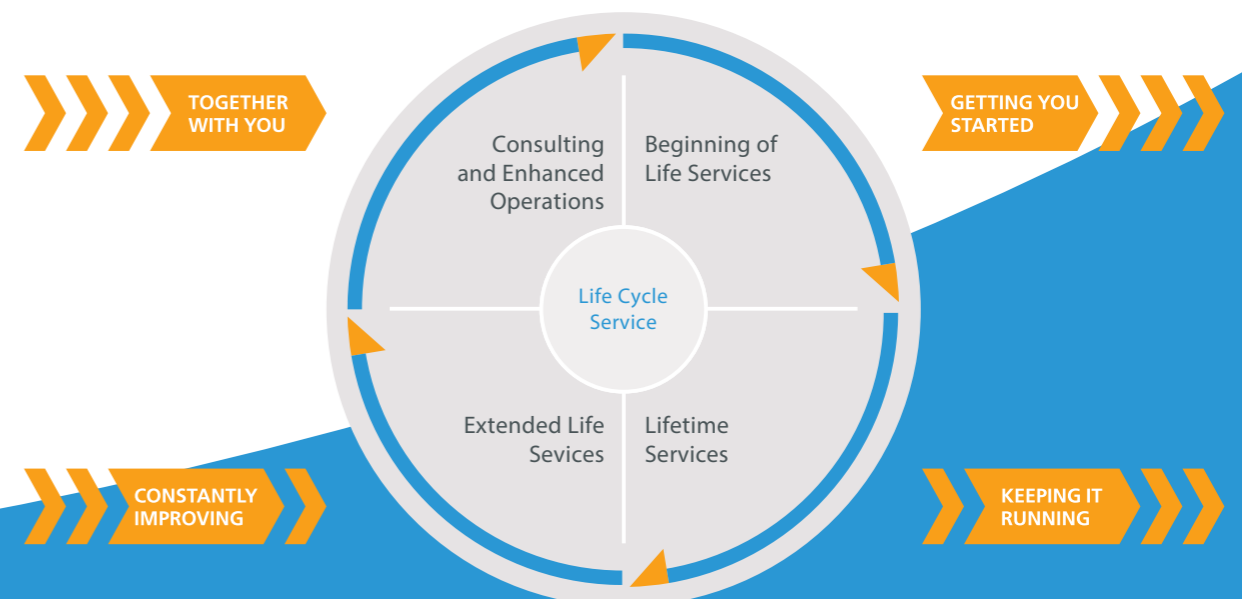 TOGETHER
WITH YOU
GETTING YOU
STARTED
Consulting
and Enhanced
Operations
Beginning of
Life Services
Life Cycle
Service
Extended Life
Sevices
Lifetime
Services
CONSTANTLY
IMPROVING
KEEPING IT
RUNNING